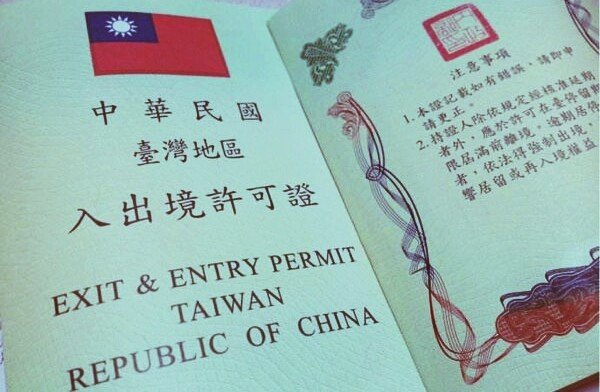 中華民國
臺灣地區
入出境許可證
EXIT & ENTRY PERMIT
TAIWAN
REPUBLIC OF CHINA
注意事項
1. 本證記載如有錯誤，請即申
請更正。
2. 持證人除依規定經核准延期
者外，應於許可在臺停留期
限屆滿前離境。逾期居停
者，依法得強制出境，
響居留或再入境權益